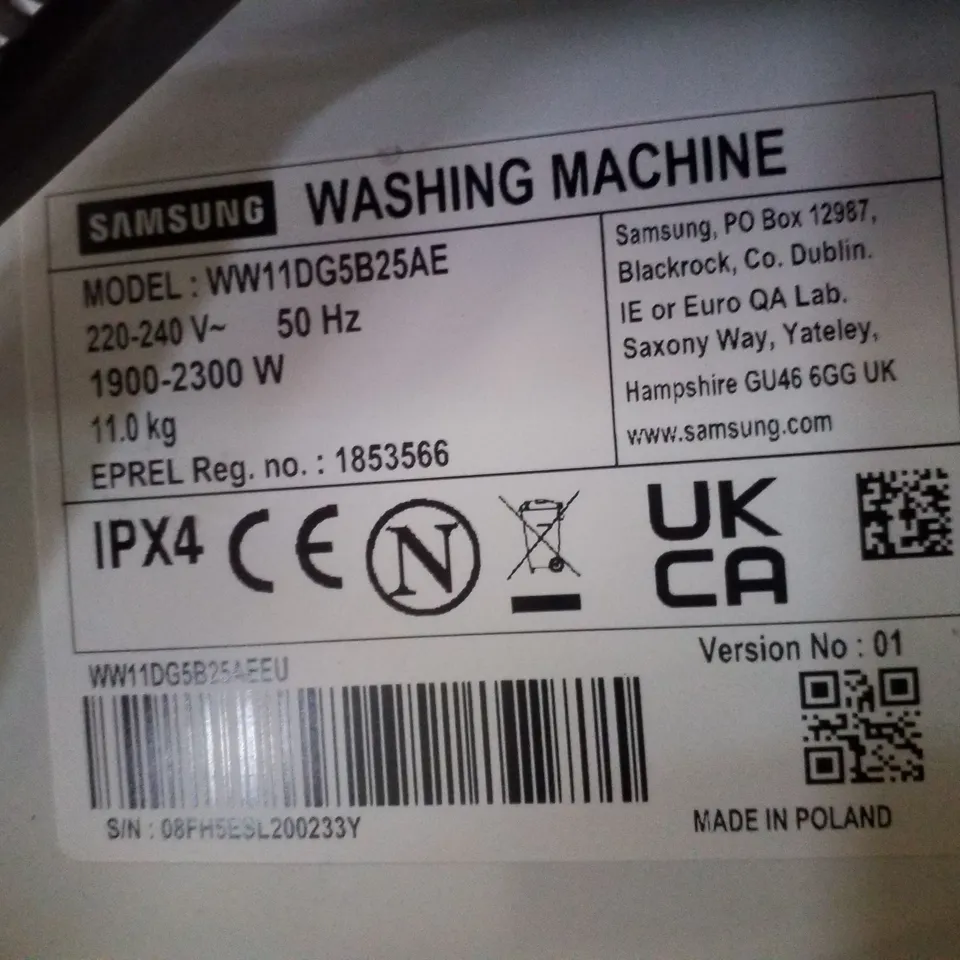 SAMSUNG WASHING MACHINE
MODEL : WW11DG5B25AE
220-240 V~ 50 Hz
1900-2300 W
11.0 kg
EPREL Reg. no. : 1853566
Samsung, PO Box 12987,
Blackrock, Co. Dublin.
IE or Euro QA Lab.
Saxony Way, Yateley,
Hampshire GU46 6GG UK
www.samsung.com
IPX4 CE N UK
CA
Version No : 01
WW11DG5B25AEEU
S/N : 08FH5ESL200233Y
MADE IN POLAND